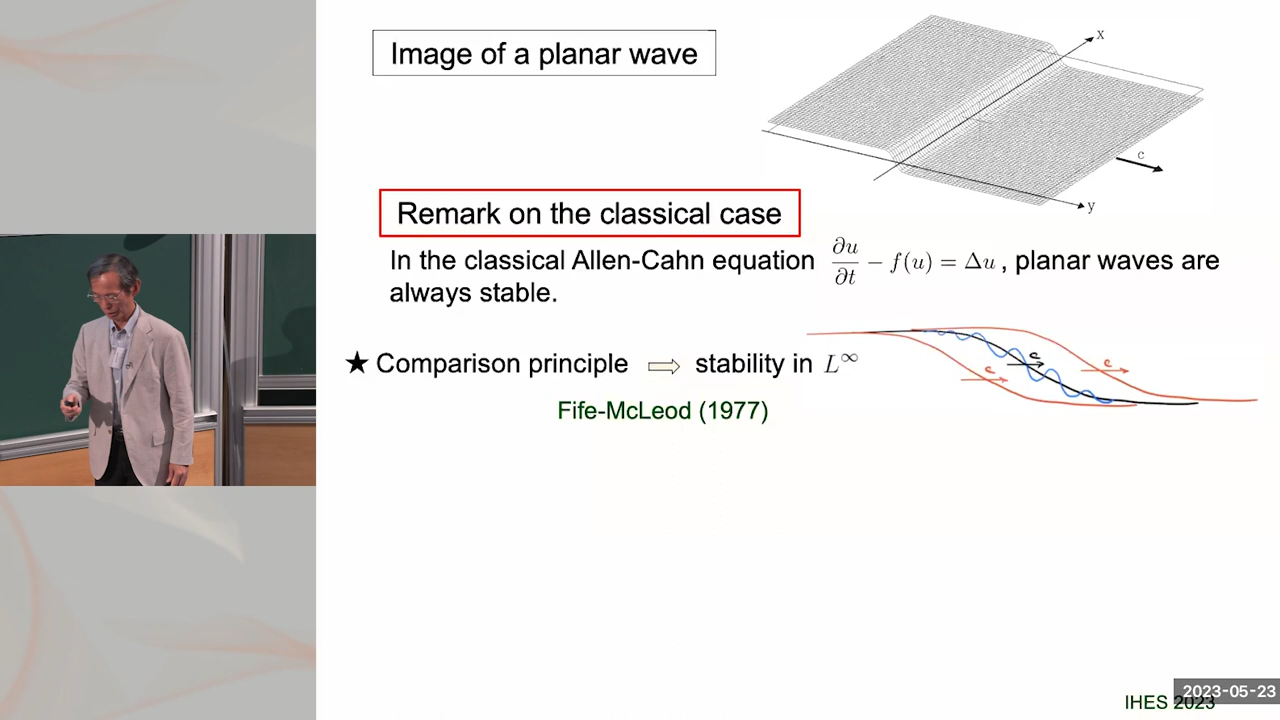 Image of a planar wave
x
c
y
Remark on the classical case
In the classical Allen-Cahn equation ∂u/∂t − f(u) = Δu , planar waves are
always stable.
★ Comparison principle ⇨ stability in L^∞
c
c
c
Fife-McLeod (1977)
2023-05-23
IHES 2023